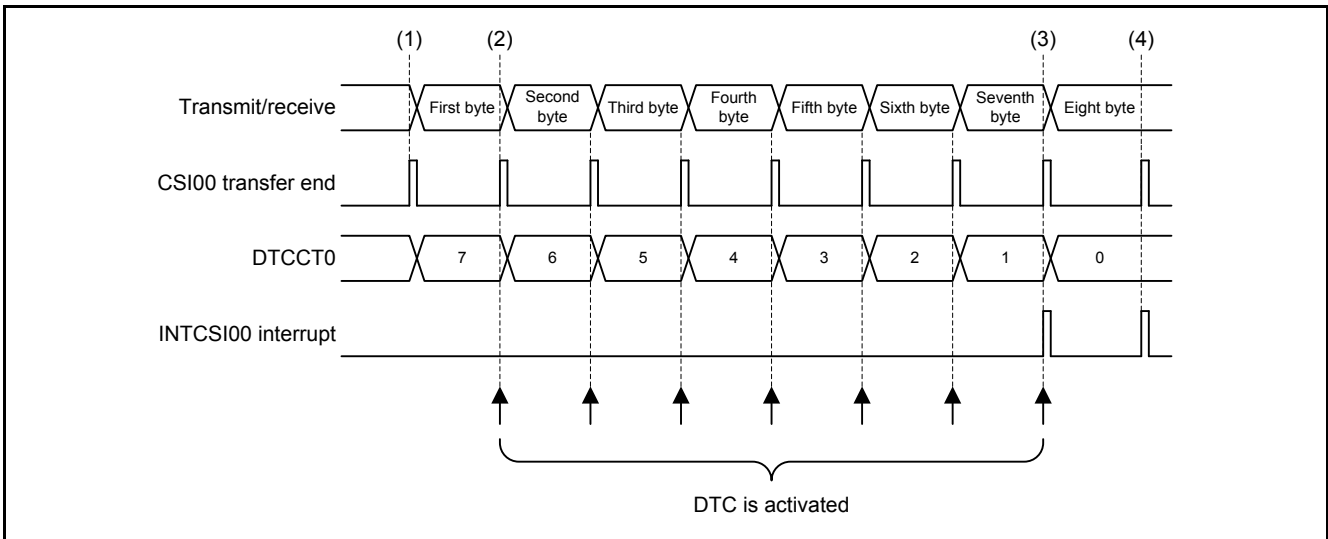 (1) (2) (3) (4)
Transmit/receive First byte Second byte Third byte Fourth byte Fifth byte Sixth byte Seventh byte Eight byte
CSI00 transfer end
DTCCT0 7 6 5 4 3 2 1 0
INTCSI00 interrupt
DTC is activated